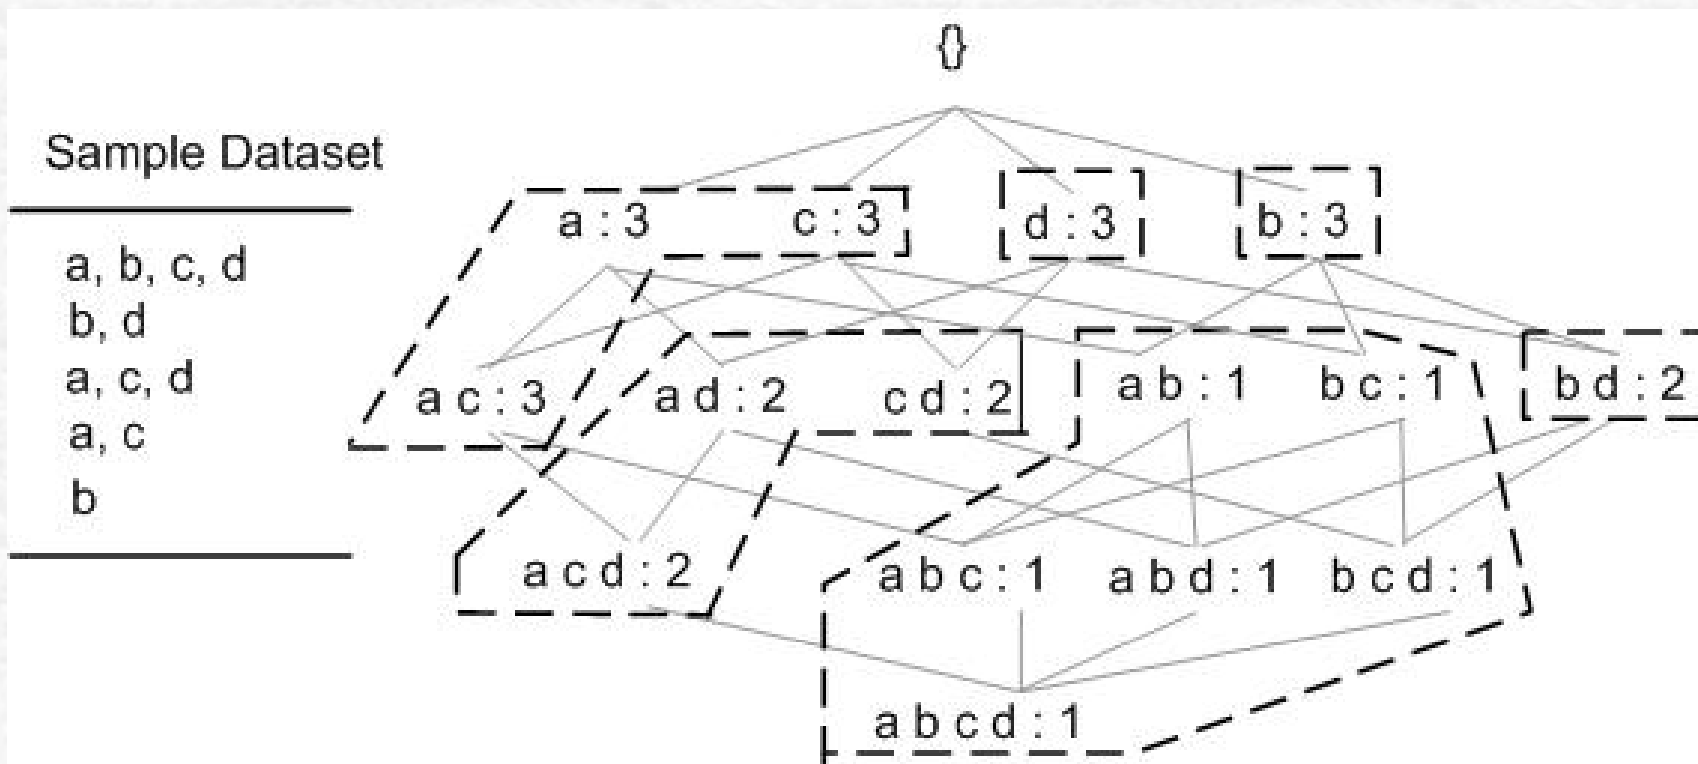 {}
Sample Dataset
a, b, c, d
b, d
a, c, d
a, c
b
a : 3 c : 3 d : 3 b : 3
a c : 3 a d : 2 c d : 2 a b : 1 b c : 1 b d : 2
a c d : 2 a b c : 1 a b d : 1 b c d : 1
a b c d : 1